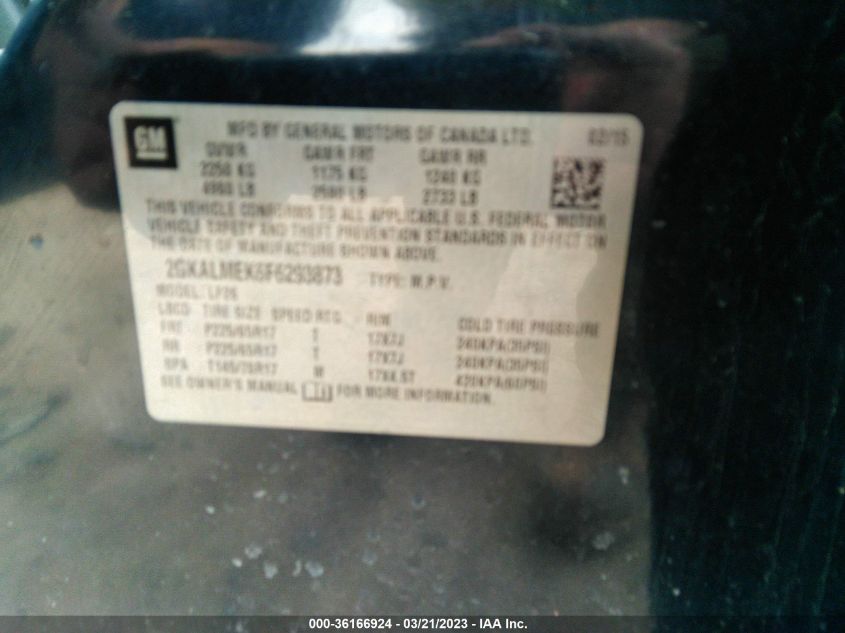 GM
MFD BY GENERAL MOTORS OF CANADA LTD. 02/15
GVWR GAWR FRT GAWR RR
2250 KG 1175 KG 1240 KG
4960 LB 2590 LB 2733 LB
THIS VEHICLE CONFORMS TO ALL APPLICABLE U.S. FEDERAL MOTOR
VEHICLE SAFETY AND THEFT PREVENTION STANDARDS IN EFFECT ON
THE DATE OF MANUFACTURE SHOWN ABOVE.
2GKALMEK6F6293873 TYPE: M.P.V.
MODEL: LF26
LOCD TIRE SIZE SPEED RTG RIM COLD TIRE PRESSURE
FRT P225/65R17 T 17X7J 240KPA(35PSI)
RR P225/65R17 T 17X7J 240KPA(35PSI)
SPA T145/70R17 M 17X4.5T 420KPA(60PSI)
SEE OWNER'S MANUAL FOR MORE INFORMATION.
000-36166924 - 03/21/2023 - IAA Inc.